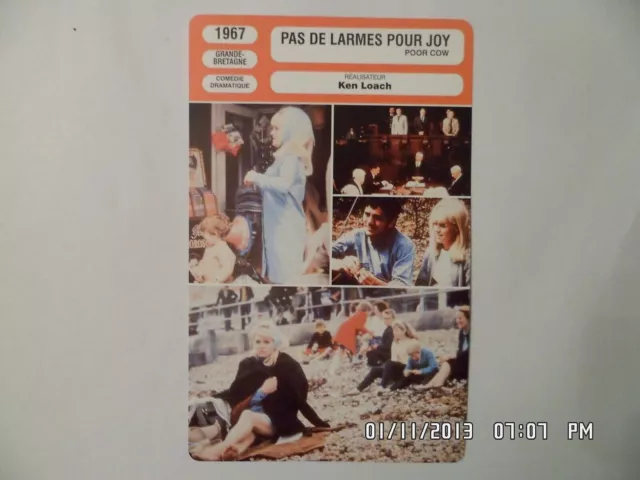 1967
GRANDE-
BRETAGNE
COMÉDIE
DRAMATIQUE
PAS DE LARMES POUR JOY
POOR COW
RÉALISATEUR
Ken Loach
01/11/2013 07:07 PM